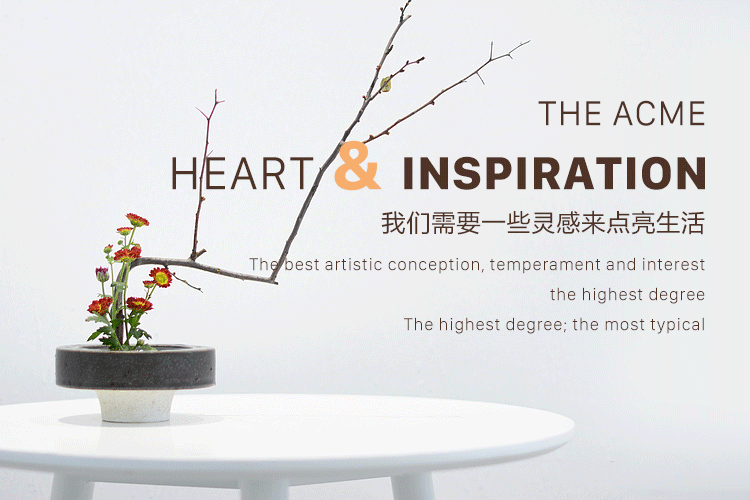 THE ACME
HEART & INSPIRATION
我们需要一些灵感来点亮生活
The best artistic conception, temperament and interest
the highest degree
The highest degree; the most typical